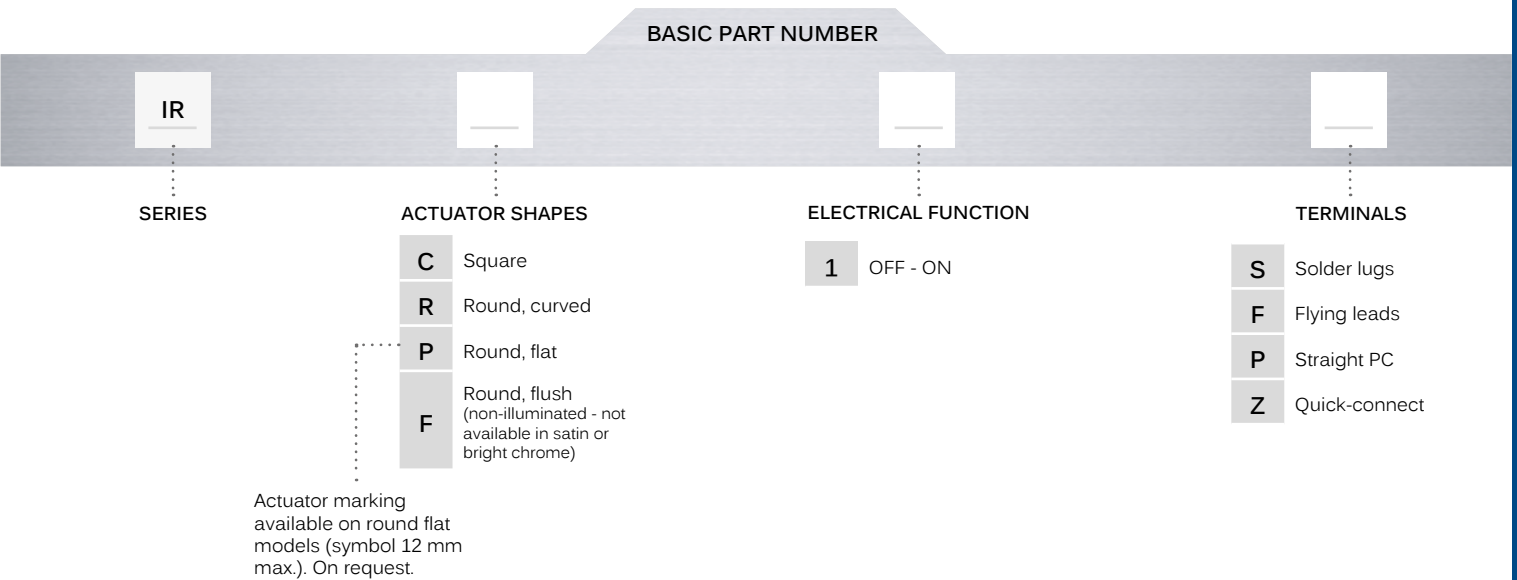 BASIC PART NUMBER
IR
SERIES
ACTUATOR SHAPES
C Square
R Round, curved
P Round, flat
F Round, flush
(non-illuminated - not
available in satin or
bright chrome)
Actuator marking
available on round flat
models (symbol 12 mm
max.). On request.
ELECTRICAL FUNCTION
1 OFF - ON
TERMINALS
S Solder lugs
F Flying leads
P Straight PC
Z Quick-connect